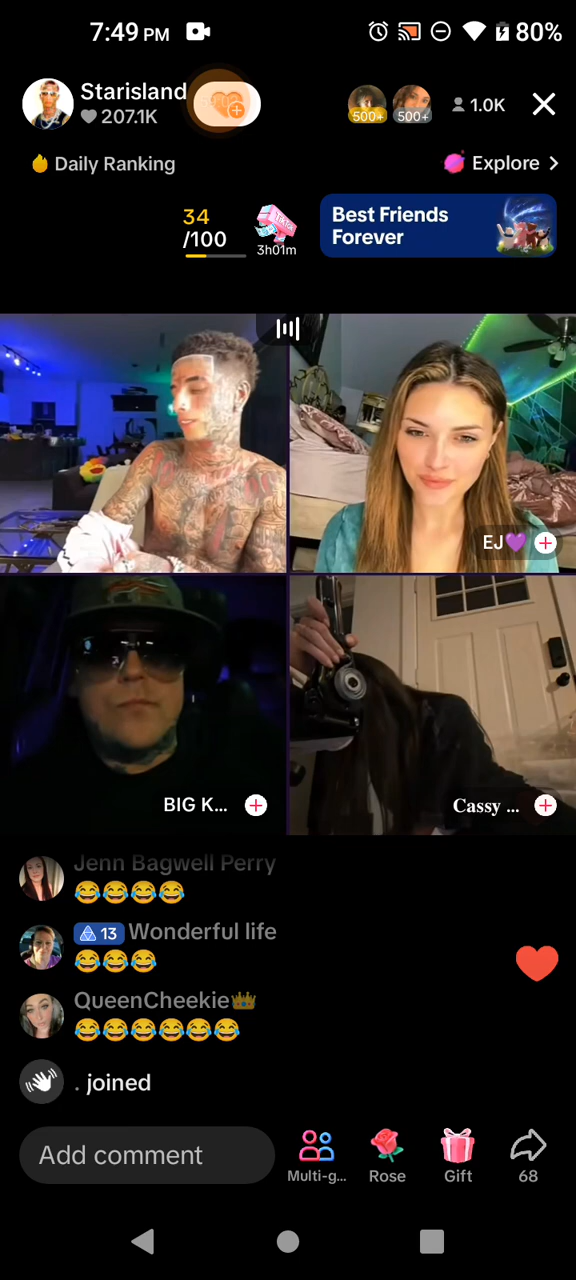 7:49 PM
80%
Starisland
207.1K
500+
500+
1.0K
Daily Ranking
Explore
34
/100
TikTok
3h01m
Best Friends
Forever
EJ💜
BIG K...
Cassy ...
Jenn Bagwell Perry
😂😂😂😂
13 Wonderful life
😂😂😂
QueenCheekie👑
😂😂😂😂😂😂
. joined
Add comment
Multi-g...
Rose
Gift
68